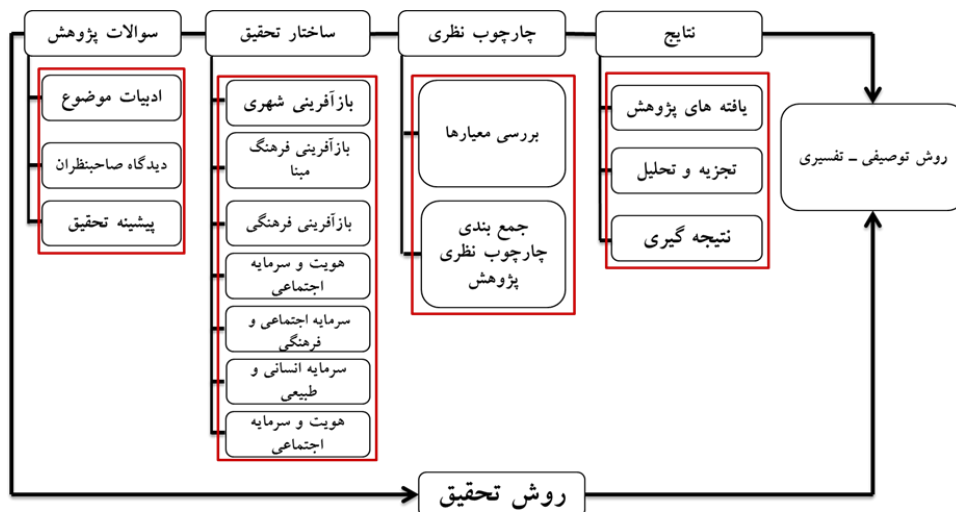 سوالات پژوهش
ادبیات موضوع
دیدگاه صاحبنظران
پیشینه تحقیق
ساختار تحقیق
بازآفرینی شهری
بازآفرینی فرهنگ
مبنا
بازآفرینی فرهنگی
هویت و سرمایه
اجتماعی
سرمایه اجتماعی و
فرهنگی
سرمایه انسانی و
طبیعی
هویت و سرمایه
اجتماعی
چارچوب نظری
بررسی معیارها
جمع بندی
چارچوب نظری
پژوهش
نتایج
یافته های پژوهش
تجزیه و تحلیل
نتیجه گیری
روش توصیفی – تفسیری
روش تحقیق